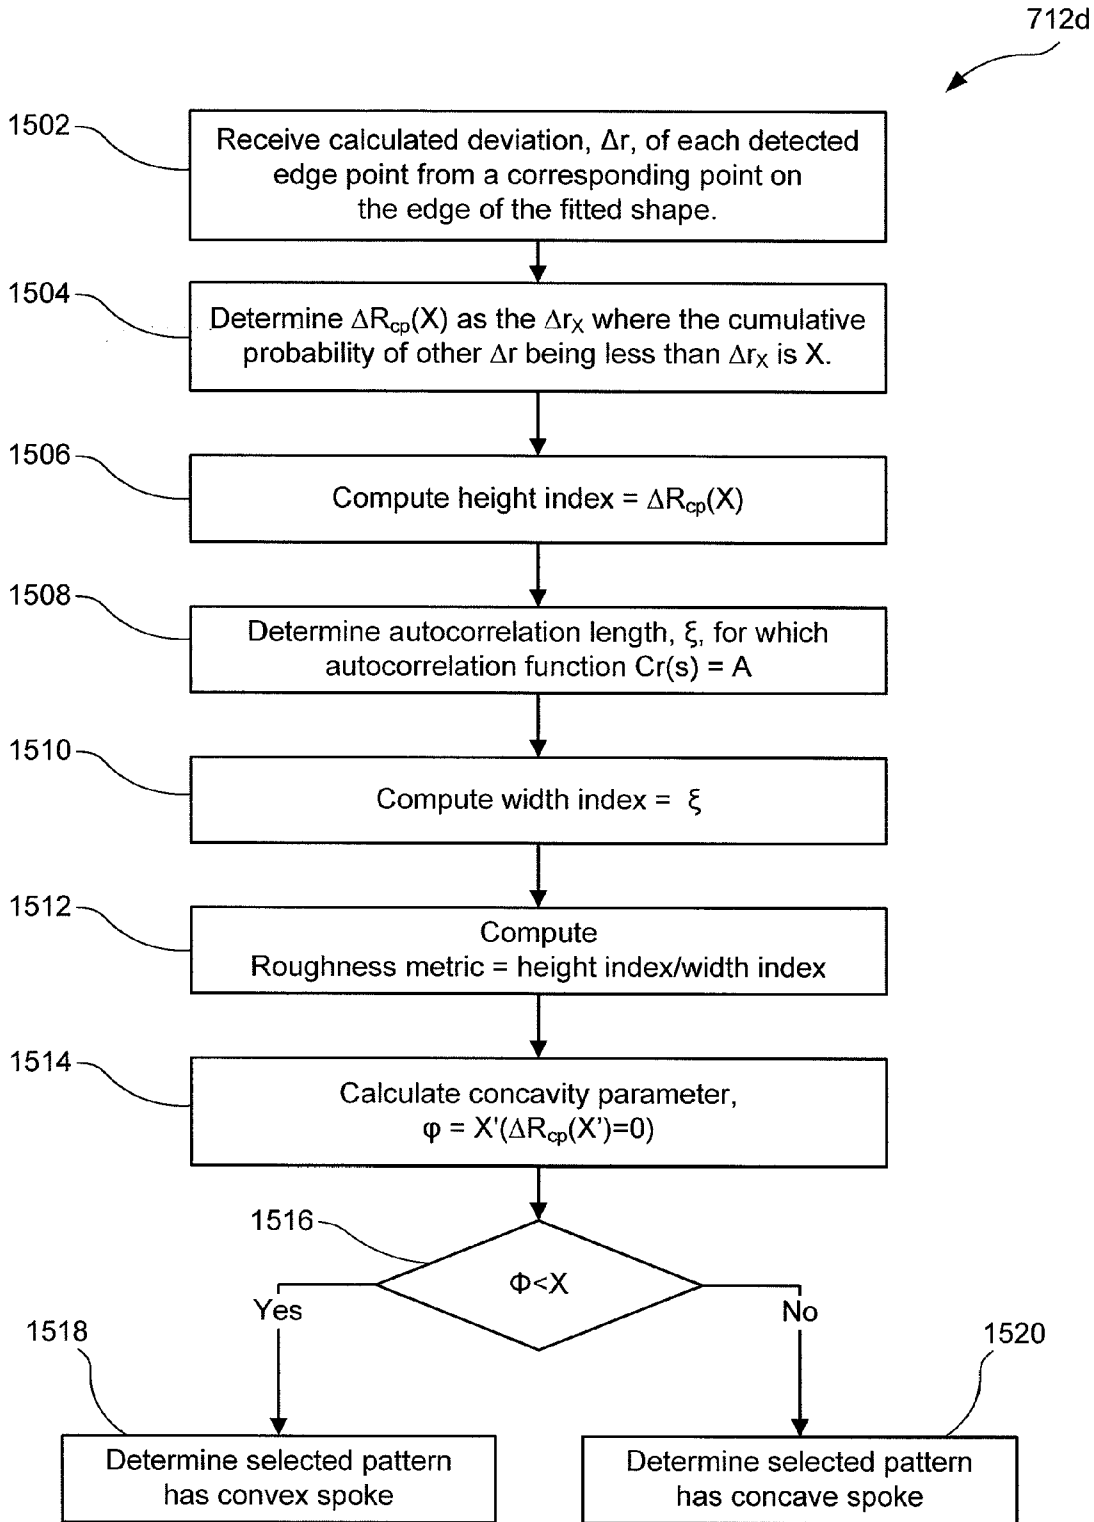 712d
1502
Receive calculated deviation, Δr, of each detected
edge point from a corresponding point on
the edge of the fitted shape.
1504
Determine ΔRcp(X) as the ΔrX where the cumulative
probability of other Δr being less than ΔrX is X.
1506
Compute height index = ΔRcp(X)
1508
Determine autocorrelation length, ξ, for which
autocorrelation function Cr(s) = A
1510
Compute width index = ξ
1512
Compute
Roughness metric = height index/width index
1514
Calculate concavity parameter,
φ = X'(ΔRcp(X')=0)
1516
Φ<X
Yes
No
1518
1520
Determine selected pattern
has convex spoke
Determine selected pattern
has concave spoke